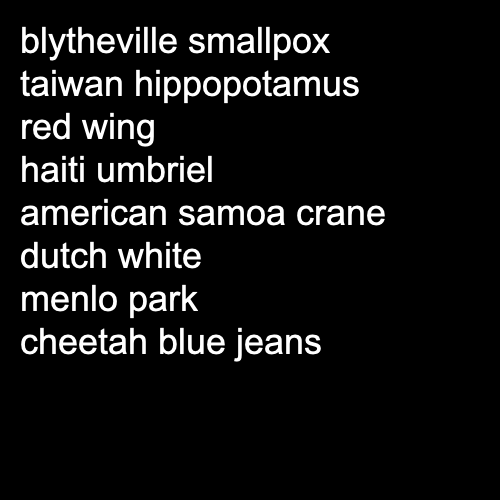 blytheville smallpox
taiwan hippopotamus
red wing
haiti umbriel
american samoa crane
dutch white
menlo park
cheetah blue jeans